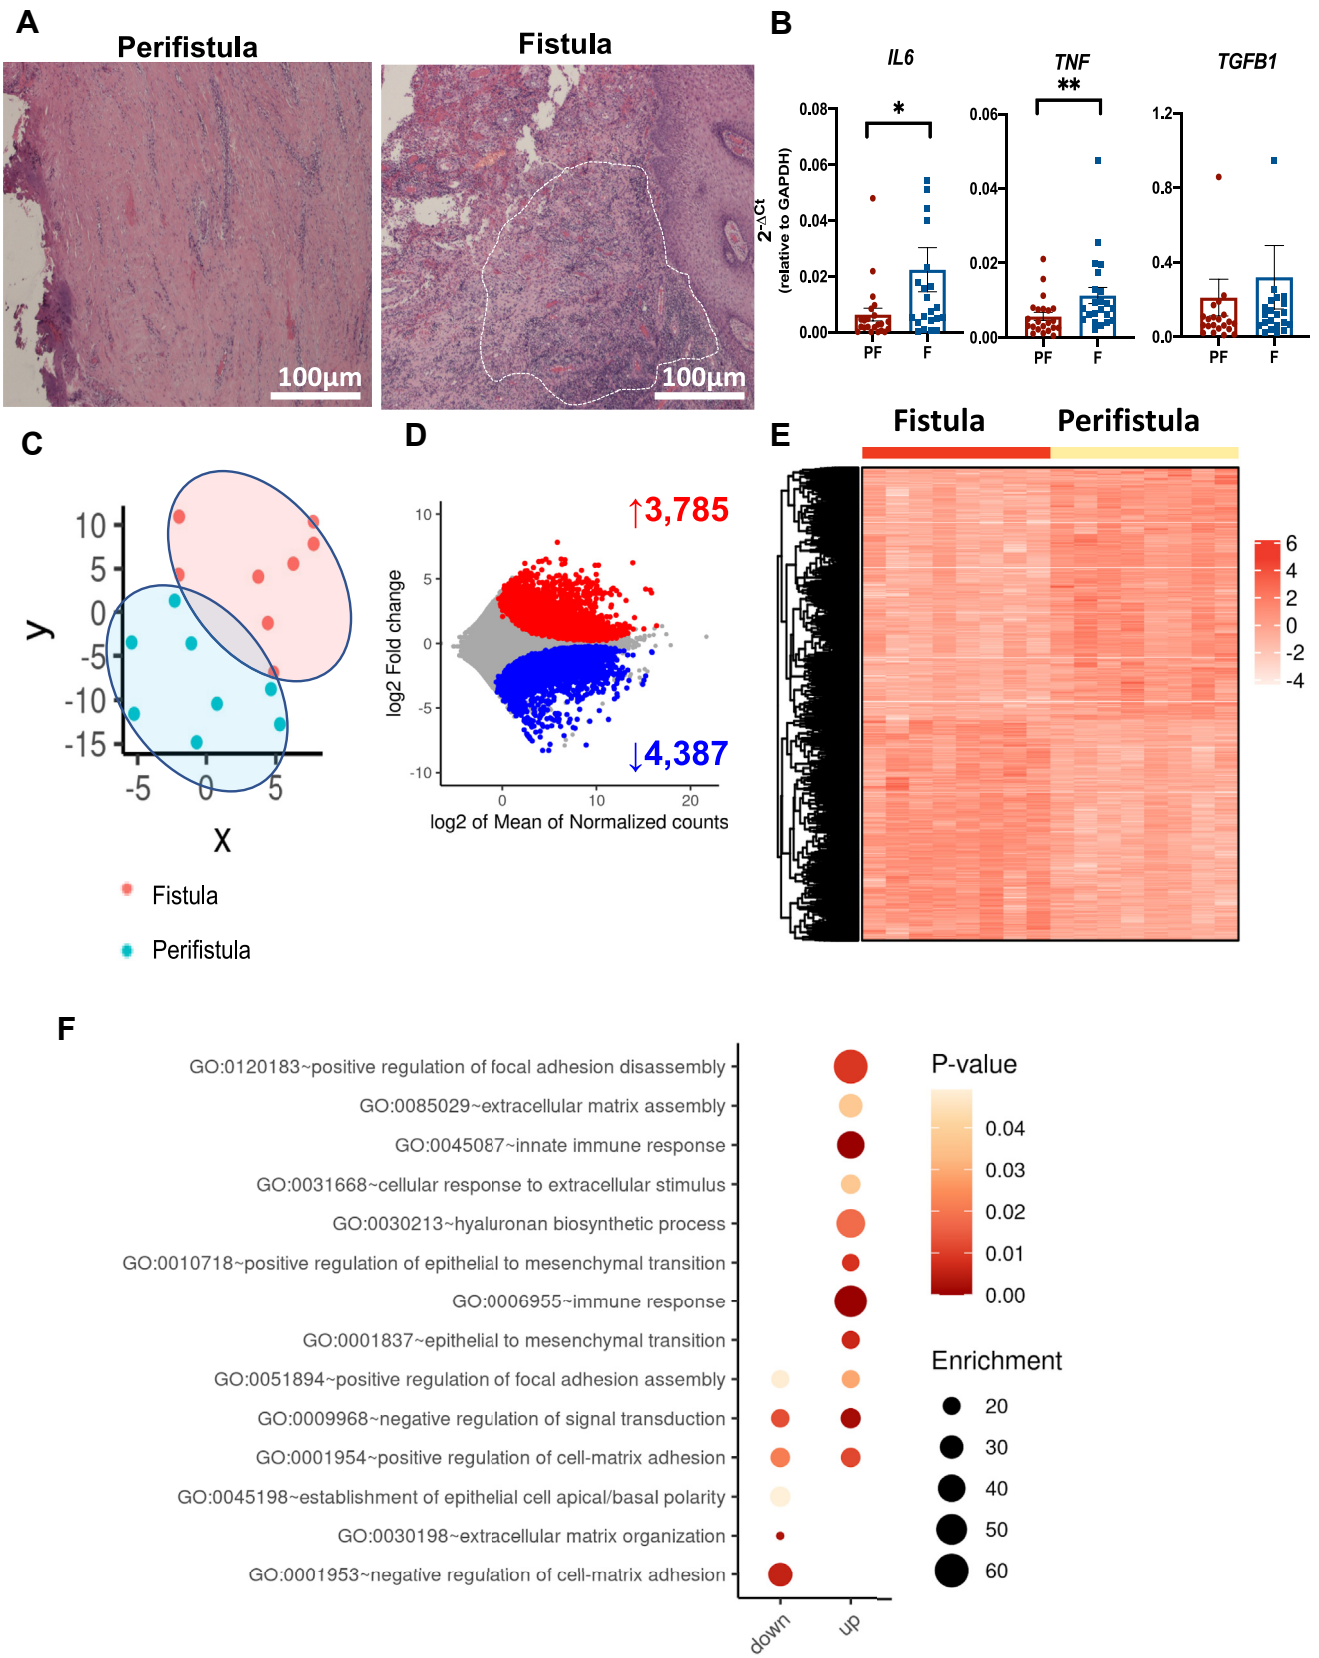 A
Perifistula
Fistula
100µm
100µm
B
IL6
TNF
TGFB1
*
**
2-ΔCt
(relative to GAPDH)
0.08
0.06
0.04
0.02
0.00
PF
F
0.06
0.04
0.02
0.00
PF
F
1.2
0.8
0.4
0.0
PF
F
C
10
5
0
-5
-10
-15
y
-5
0
5
X
Fistula
Perifistula
D
↑3,785
↓4,387
log2 Fold change
10
5
0
-5
-10
0
10
20
log2 of Mean of Normalized counts
E
Fistula
Perifistula
6
4
2
0
-2
-4
F
GO:0120183~positive regulation of focal adhesion disassembly
GO:0085029~extracellular matrix assembly
GO:0045087~innate immune response
GO:0031668~cellular response to extracellular stimulus
GO:0030213~hyaluronan biosynthetic process
GO:0010718~positive regulation of epithelial to mesenchymal transition
GO:0006955~immune response
GO:0001837~epithelial to mesenchymal transition
GO:0051894~positive regulation of focal adhesion assembly
GO:0009968~negative regulation of signal transduction
GO:0001954~positive regulation of cell-matrix adhesion
GO:0045198~establishment of epithelial cell apical/basal polarity
GO:0030198~extracellular matrix organization
GO:0001953~negative regulation of cell-matrix adhesion
down
up
P-value
0.04
0.03
0.02
0.01
0.00
Enrichment
20
30
40
50
60